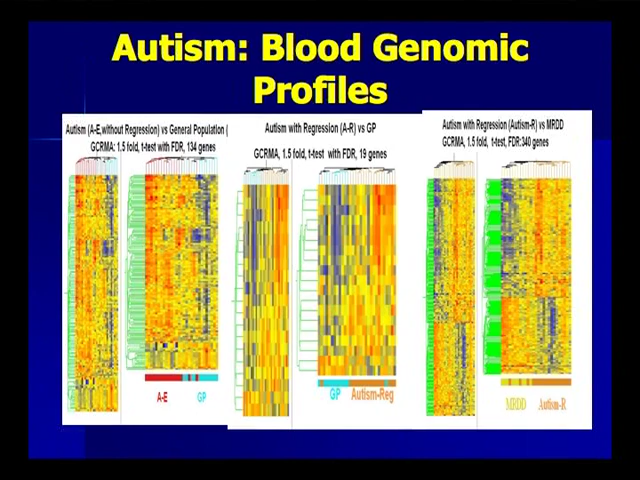 Autism: Blood Genomic
Profiles
Autism (A-E,without Regression) vs General Population (
GCRMA: 1.5 fold, t-test with FDR, 134 genes
A-E GP
Autism with Regression (A-R) vs GP
GCRMA, 1.5 fold, t-test with FDR, 19 genes
GP Autism-Reg
Autism with Regression (Autism-R) vs MRDD
GCRMA, 1.5 fold, t-test, FDR:340 genes
MRDD Autism-R